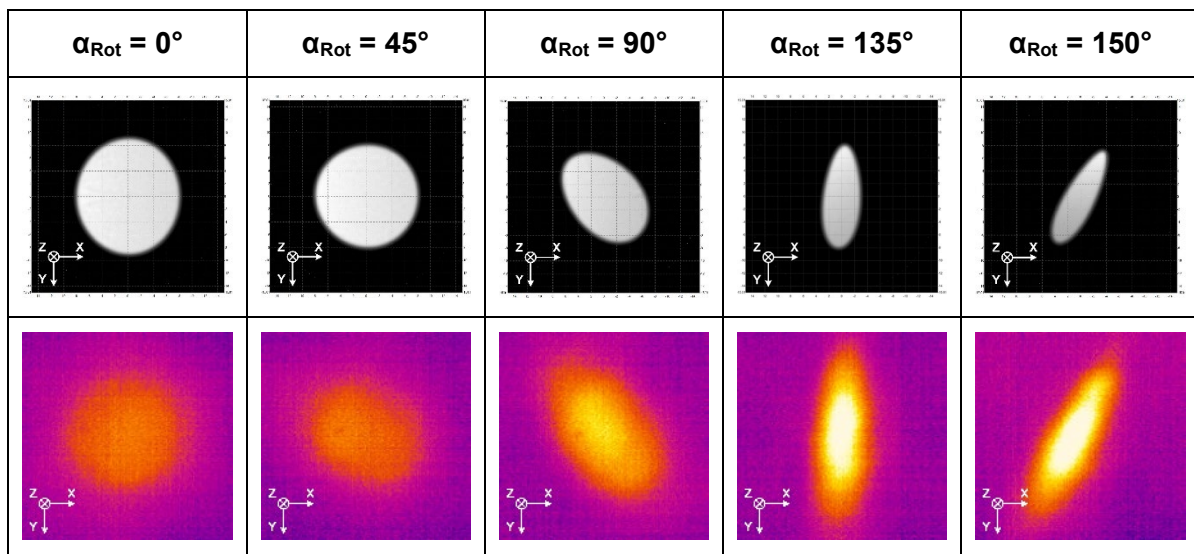 αRot = 0° αRot = 45° αRot = 90° αRot = 135° αRot = 150°
Z X Z X Z X Z X Z X
Y Y Y Y Y
Z X Z X Z X Z X Z X
Y Y Y Y Y